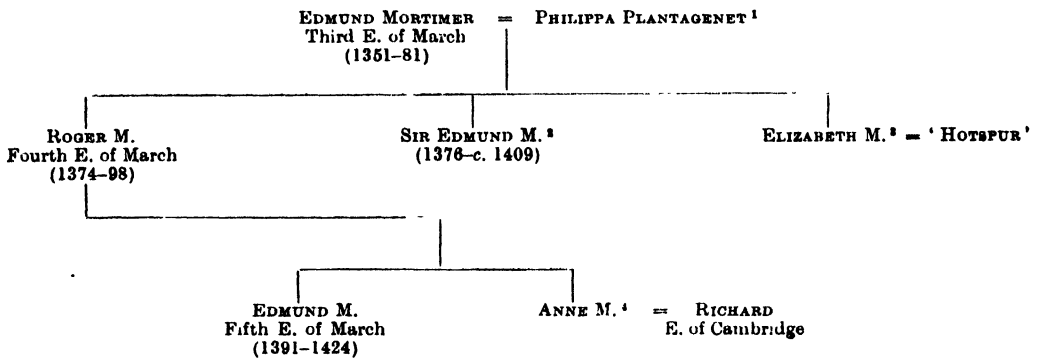 EDMUND MORTIMER = PHILIPPA PLANTAGENET ¹
Third E. of March
(1351–81)
ROGER M.
Fourth E. of March
(1374–98)
SIR EDMUND M.²
(1376–c. 1409)
ELIZABETH M.³ = ‘ HOTSPUR’
EDMUND M.
Fifth E. of March
(1391–1424)
ANNE M.⁴ = RICHARD
E. of Cambridge